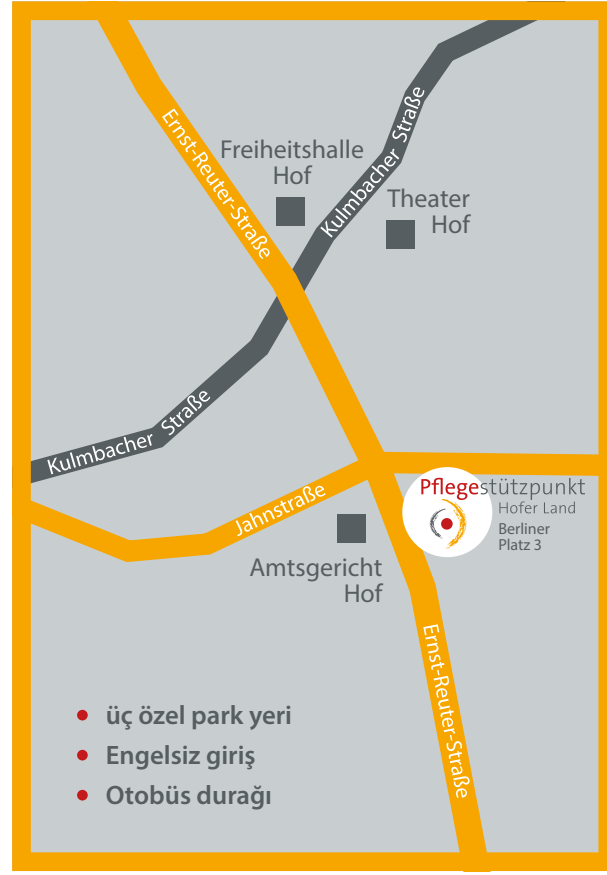 Ernst-Reuter-Straße
Kulmbacher Straße
Freiheitshalle
Hof
Theater
Hof
Kulmbacher Straße
Jahnstraße
Pflegestützpunkt
Hofer Land
Berliner
Platz 3
Amtsgericht
Hof
Ernst-Reuter-Straße
üç özel park yeri
Engelsiz giriş
Otobüs durağı